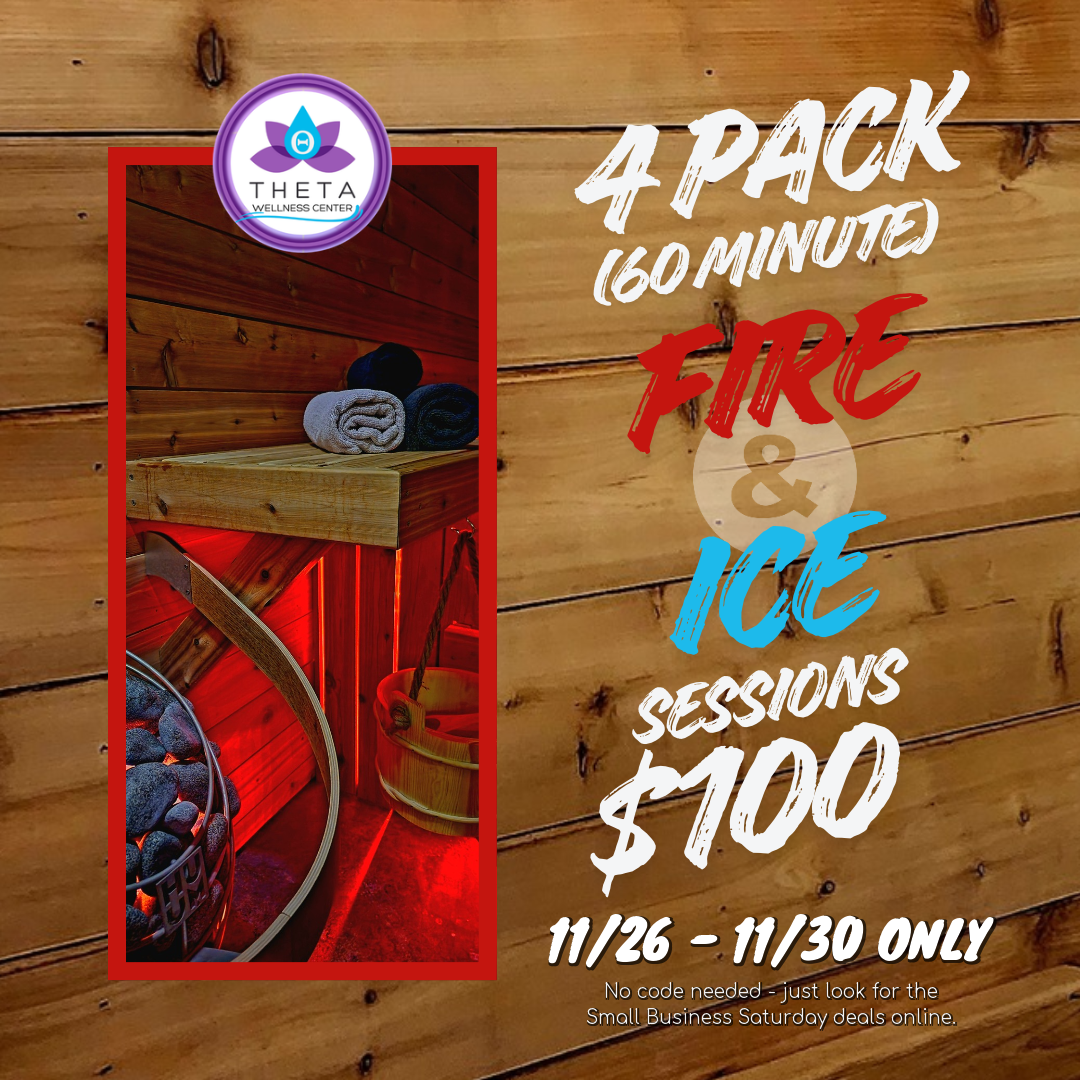 THETA
WELLNESS CENTER
4 PACK
(60 MINUTE)
FIRE
&
ICE
SESSIONS
$100
11/26 - 11/30 ONLY
No code needed - just look for the
Small Business Saturday deals online.